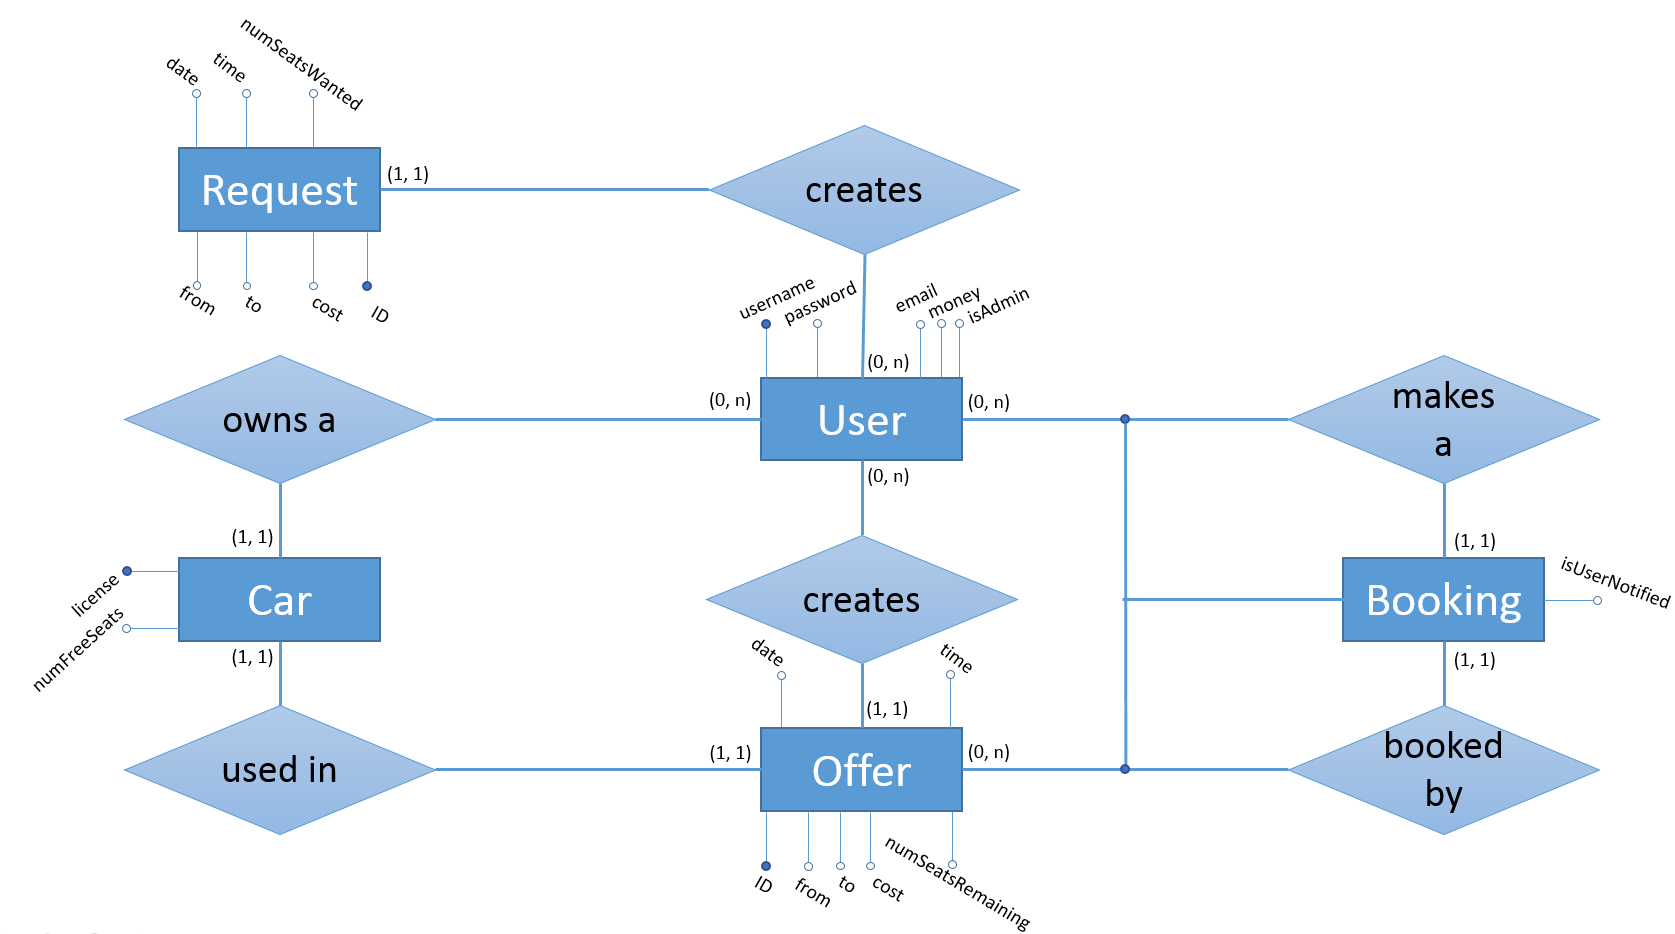 numSeatsWanted
time
date
Request
(1, 1)
creates
from
to
cost
ID
username
password
email
money
isAdmin
(0, n)
owns a
(0, n)
User
(0, n)
makes
a
(0, n)
(1, 1)
(1, 1)
license
numFreeSeats
Car
creates
Booking
isUserNotified
(1, 1)
date
time
(1, 1)
(1, 1)
used in
(1, 1)
Offer
(0, n)
booked
by
ID
from
to
cost
numSeatsRemaining